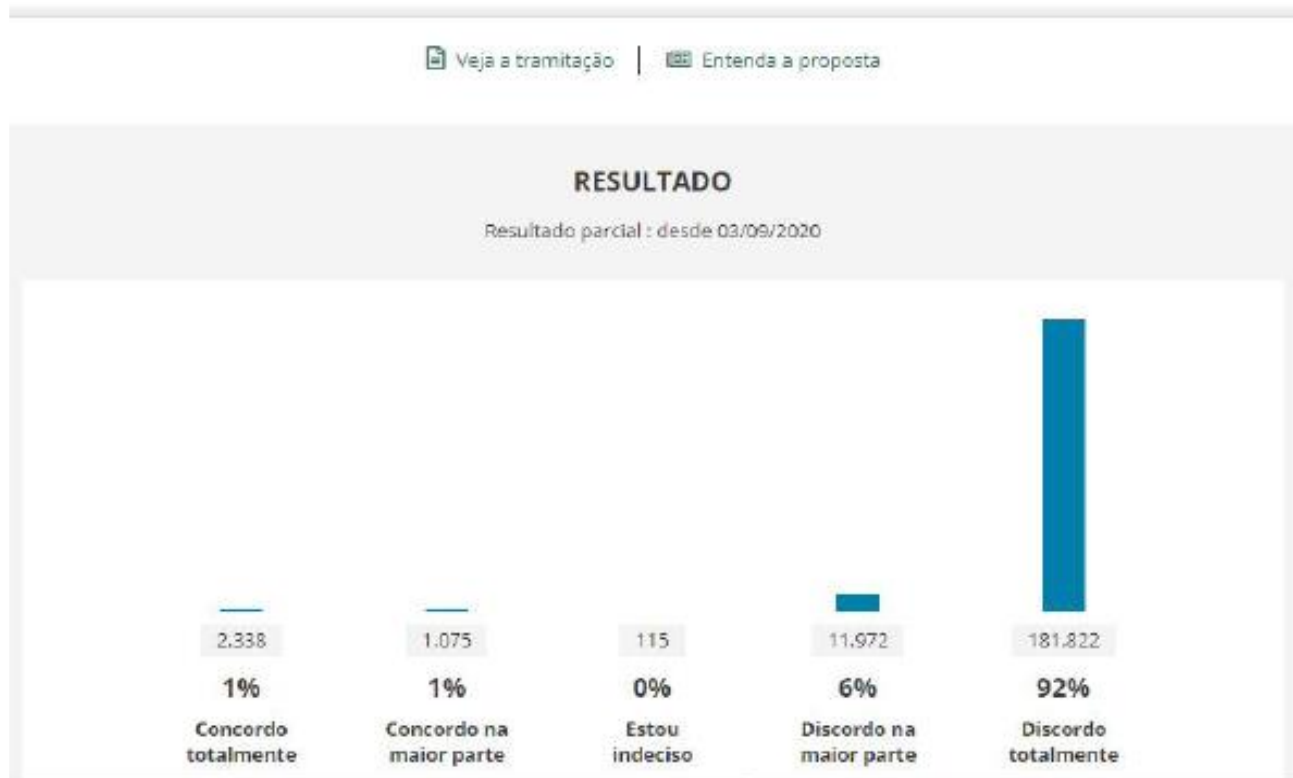 Veja a tramitação | Entenda a proposta
RESULTADO
Resultado parcial : desde 03/09/2020
2.338 1.075 115 11.972 181.822
1% 1% 0% 6% 92%
Concordo totalmente
Concordo na maior parte
Estou indeciso
Discordo na maior parte
Discordo totalmente